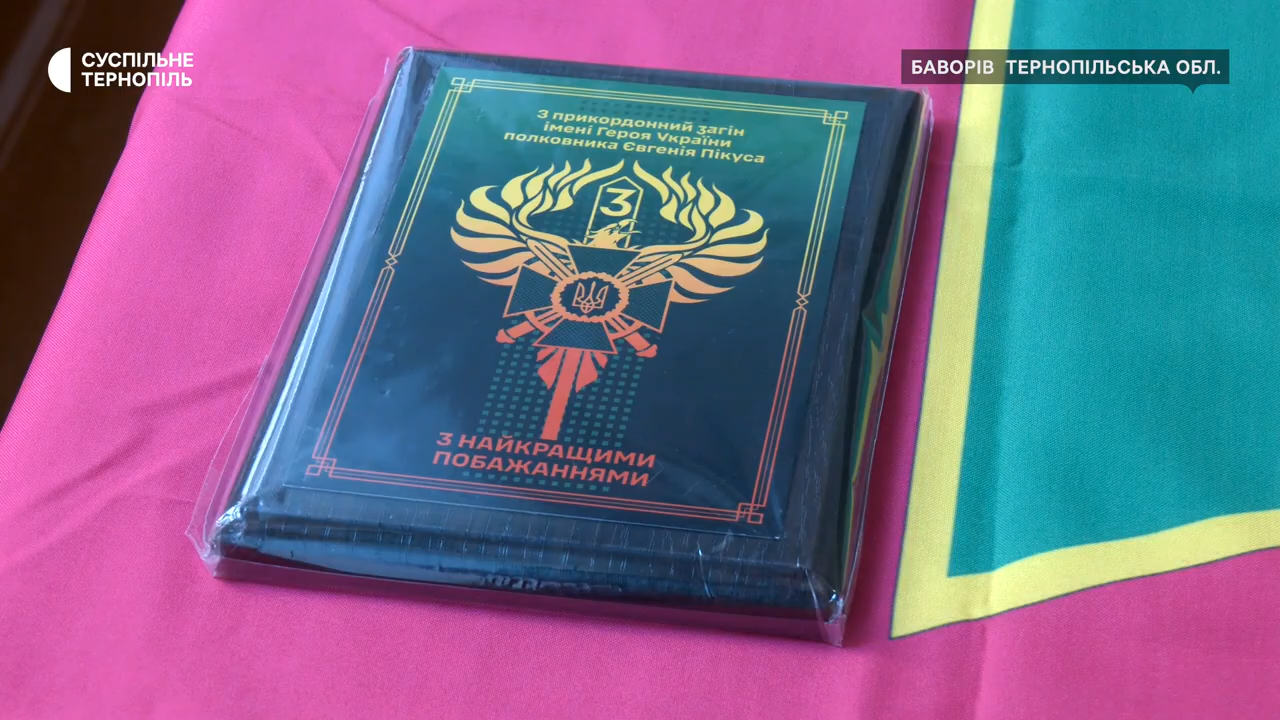 СУСПІЛЬНЕ
ТЕРНОПІЛЬ
БАВОРІВ ТЕРНОПІЛЬСЬКА ОБЛ.
3 прикордонний загін
імені Героя України
полковника Євгенія Пікуса
3
З НАЙКРАЩИМИ
ПОБАЖАННЯМИ